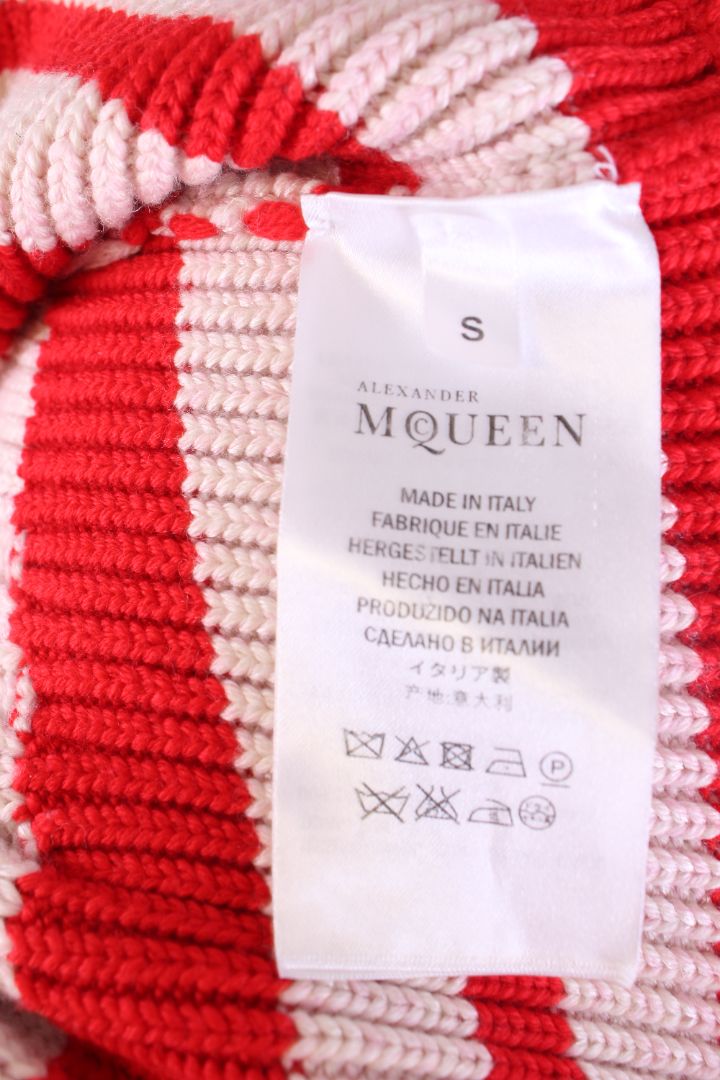 S
ALEXANDER
MCQUEEN
MADE IN ITALY
FABRIQUE EN ITALIE
HERGESTELLT IN ITALIEN
HECHO EN ITALIA
PRODUZIDO NA ITALIA
СДЕЛАНО В ИТАЛИИ
イタリア製
产地:意大利
P